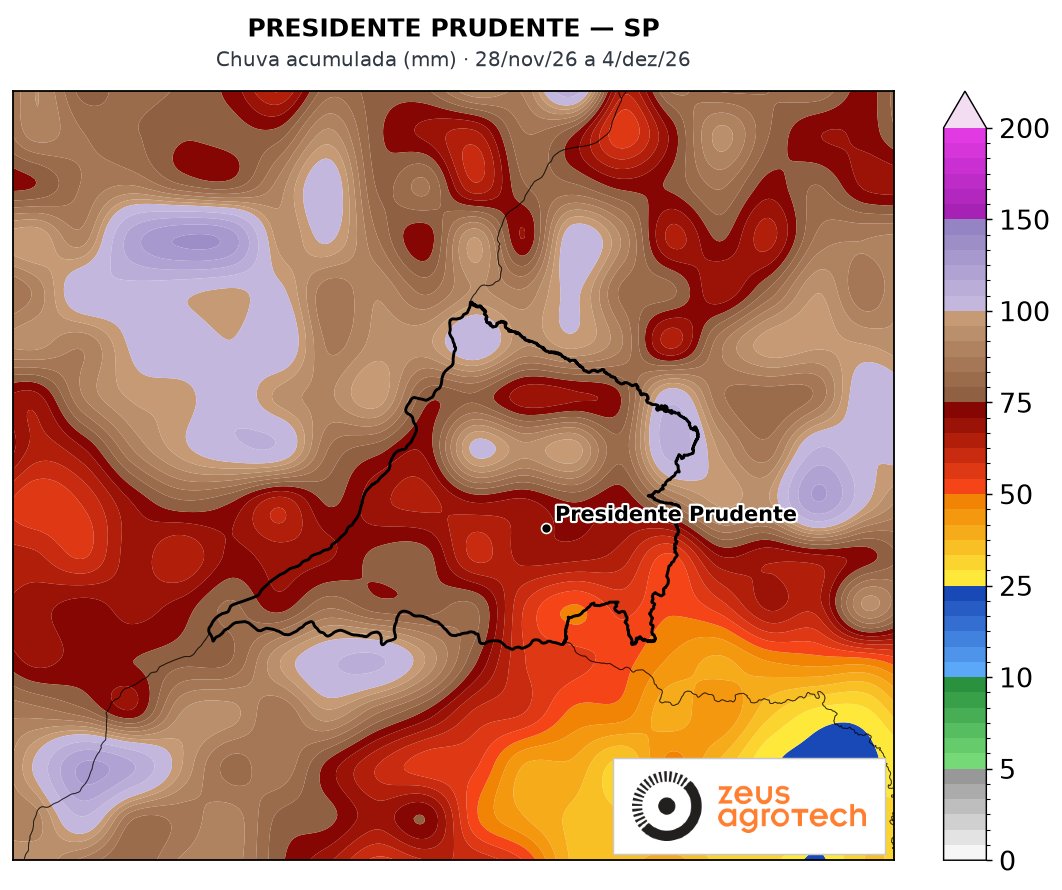 PRESIDENTE PRUDENTE — SP
Chuva acumulada (mm) · 28/nov/26 a 4/dez/26
200
150
100
75
50
25
10
5
0
Presidente Prudente
zeus
agrotech